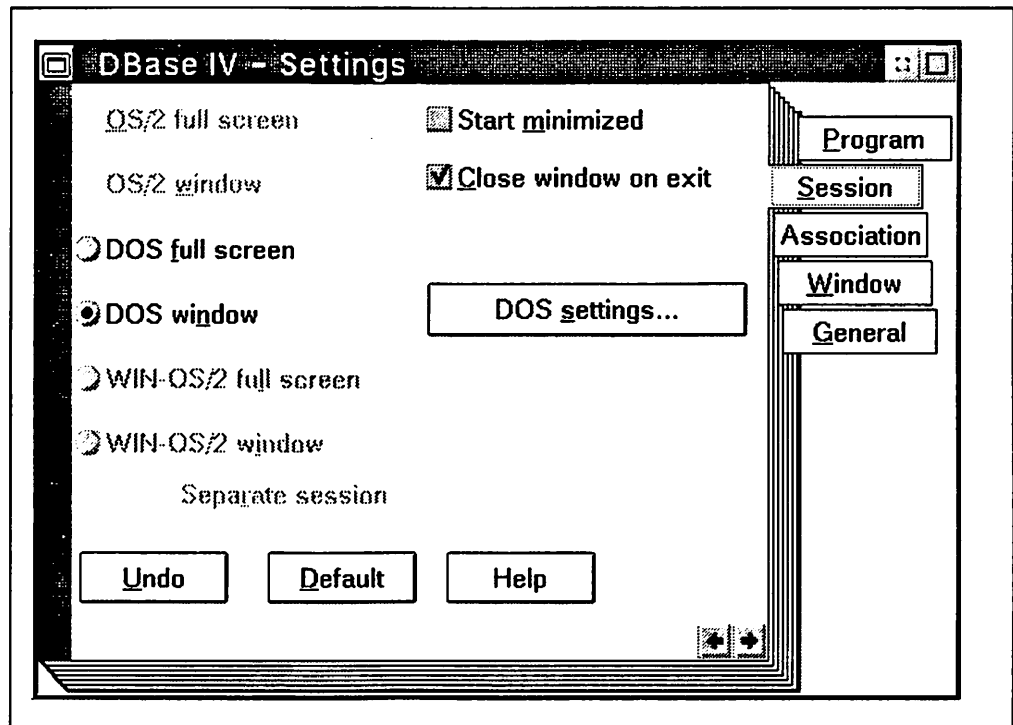 DBase IV – Settings
OS/2 full screen
OS/2 window
DOS full screen
DOS window
WIN-OS/2 full screen
WIN-OS/2 window
Separate session
Start minimized
Close window on exit
DOS settings...
Undo
Default
Help
Program
Session
Association
Window
General